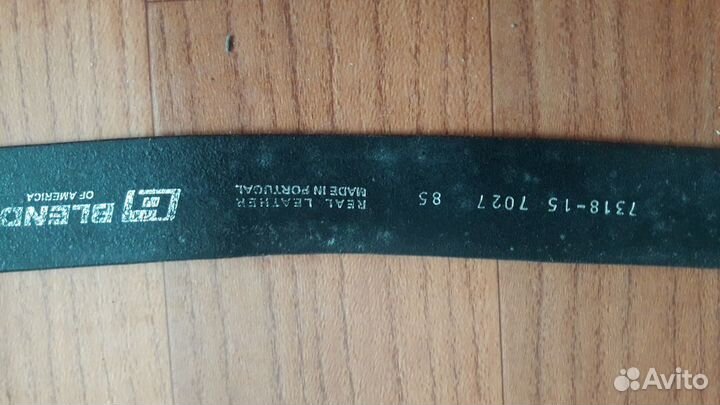 7318-15 7027 85
REAL LEATHER
MADE IN PORTUGAL
BLEND
OF AMERICA
Avito